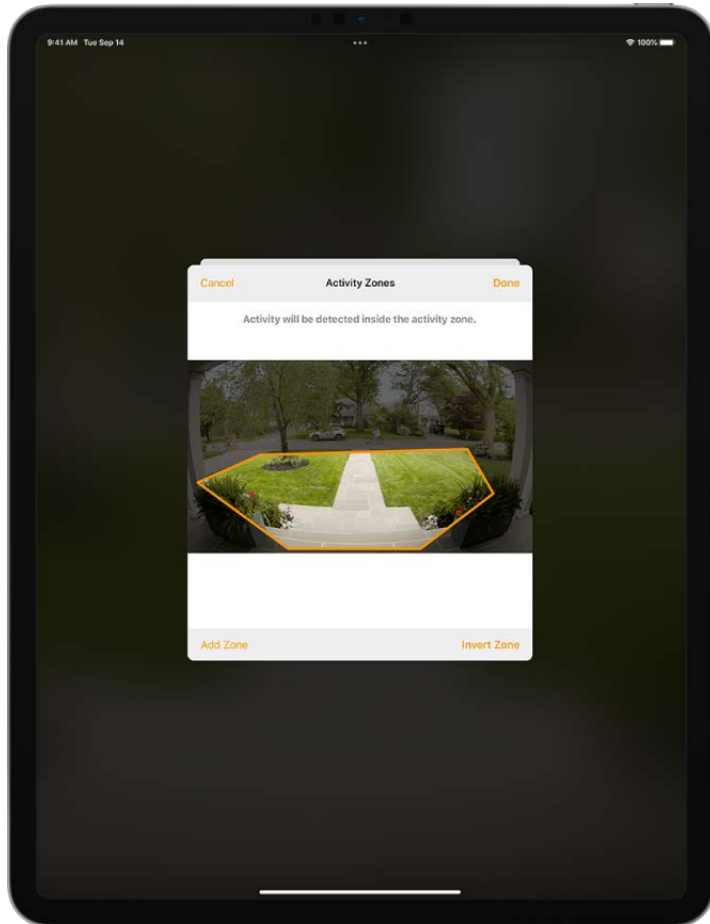 9:41 AM Tue Sep 14
100%
Cancel
Activity Zones
Done
Activity will be detected inside the activity zone.
Add Zone
Invert Zone